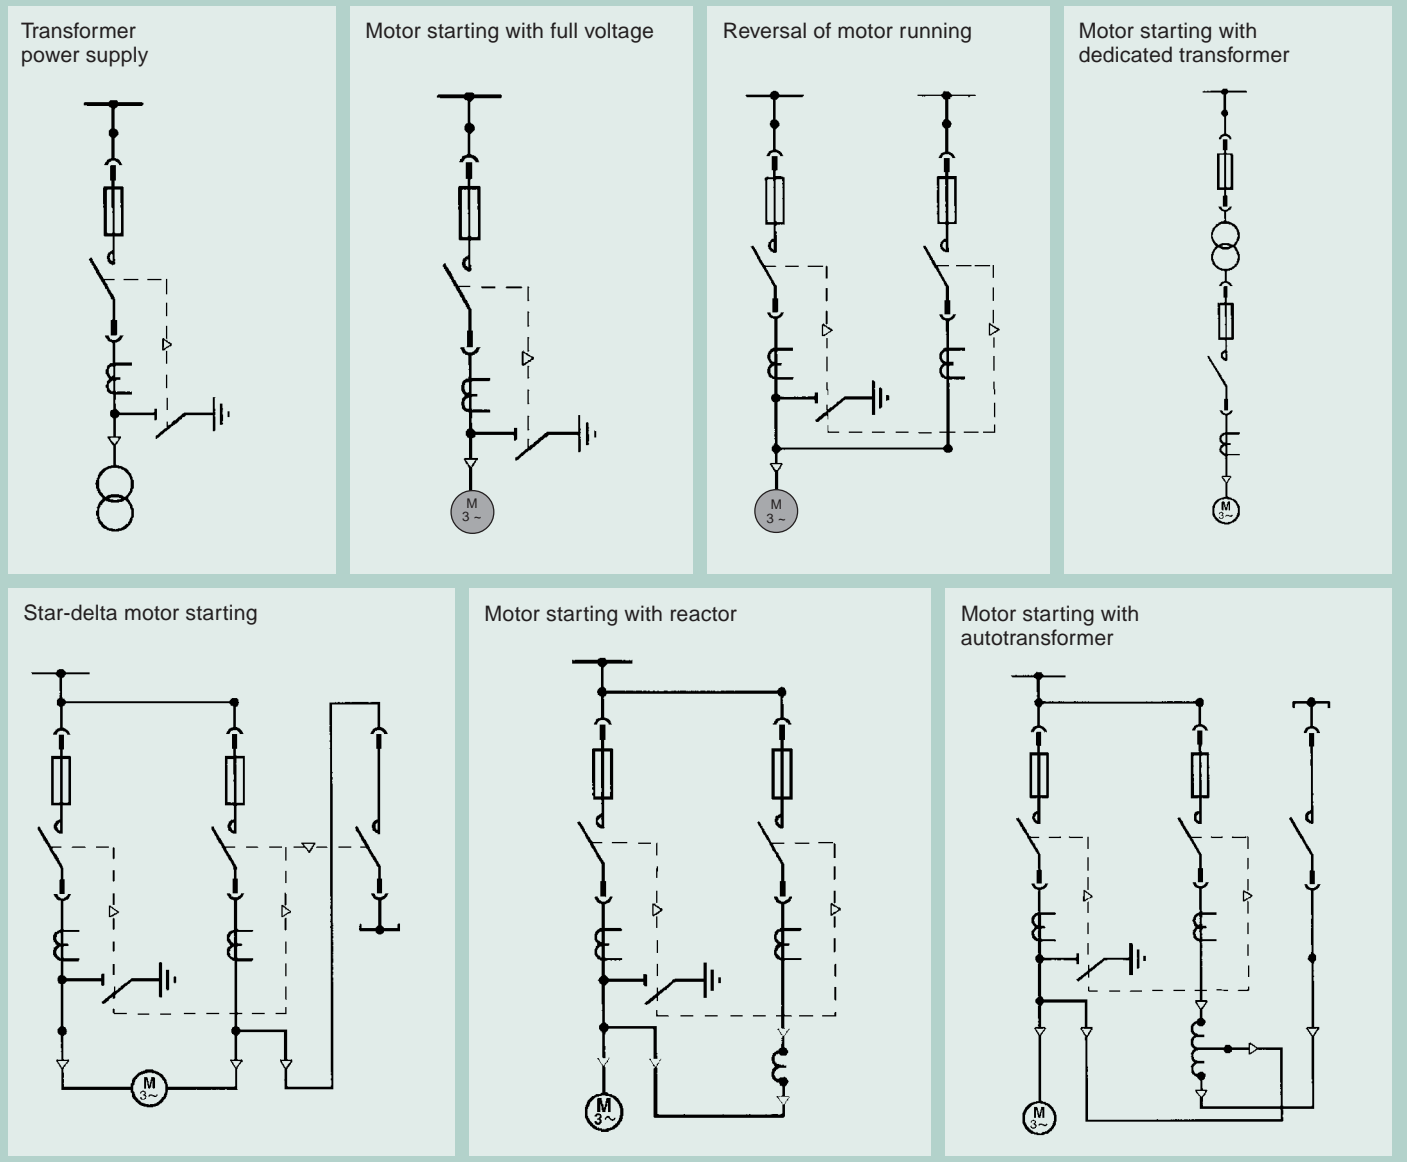 Transformer
power supply
Motor starting with full voltage
Reversal of motor running
Motor starting with
dedicated transformer
M
3 ~
M
3 ~
M
3~
Star-delta motor starting
Motor starting with reactor
Motor starting with
autotransformer
M
3~
M
3~
M
3~